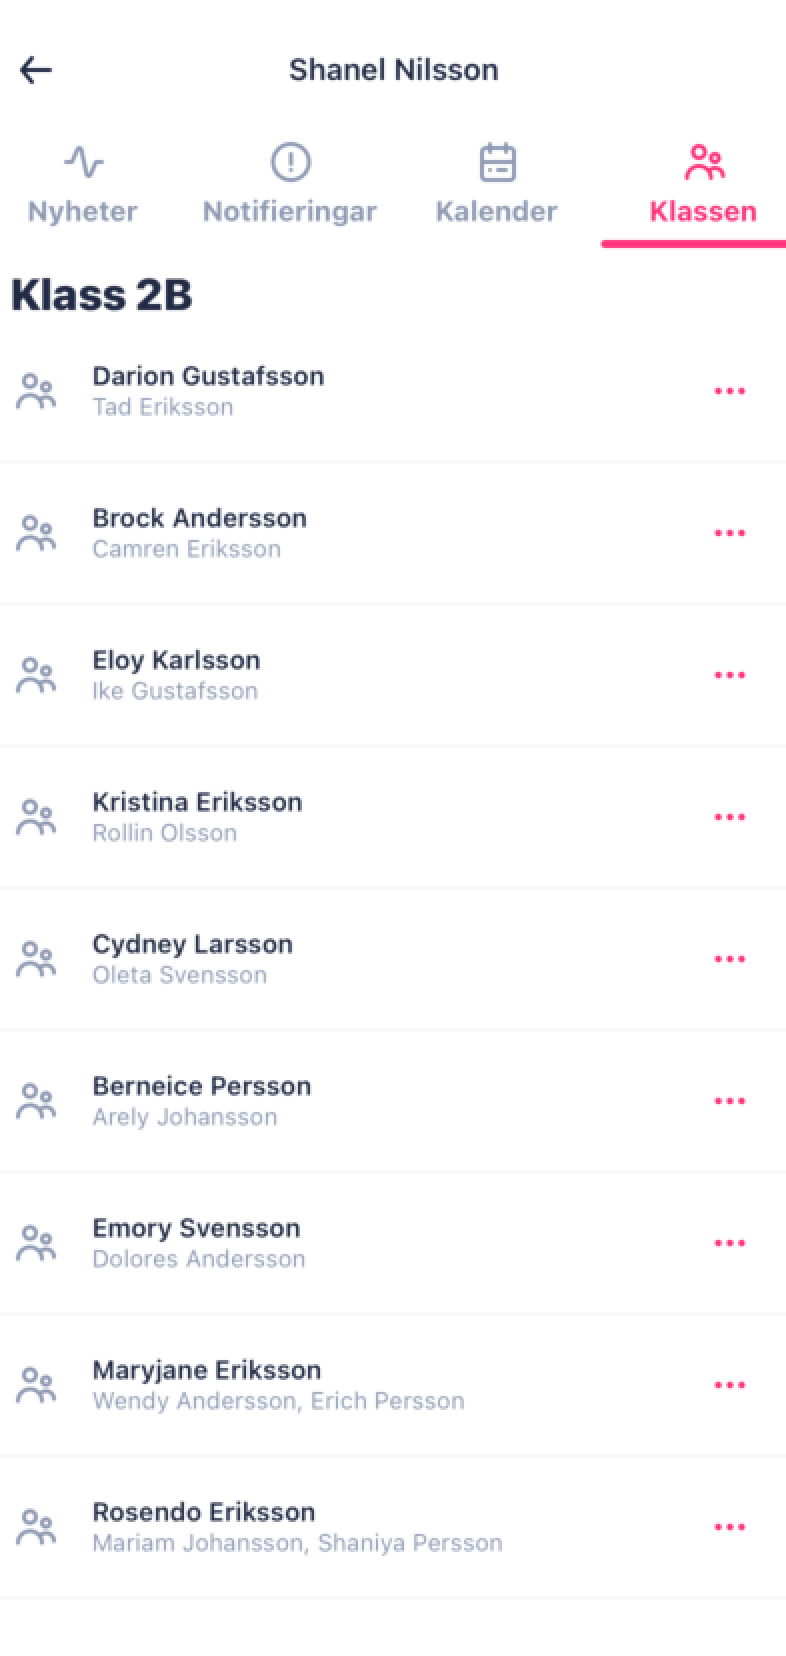 Shanel Nilsson
Nyheter
Notifieringar
Kalender
Klassen
Klass 2B
Darion Gustafsson
Tad Eriksson
Brock Andersson
Camren Eriksson
Eloy Karlsson
Ike Gustafsson
Kristina Eriksson
Rollin Olsson
Cydney Larsson
Oleta Svensson
Berneice Persson
Arely Johansson
Emory Svensson
Dolores Andersson
Maryjane Eriksson
Wendy Andersson, Erich Persson
Rosendo Eriksson
Mariam Johansson, Shaniya Persson